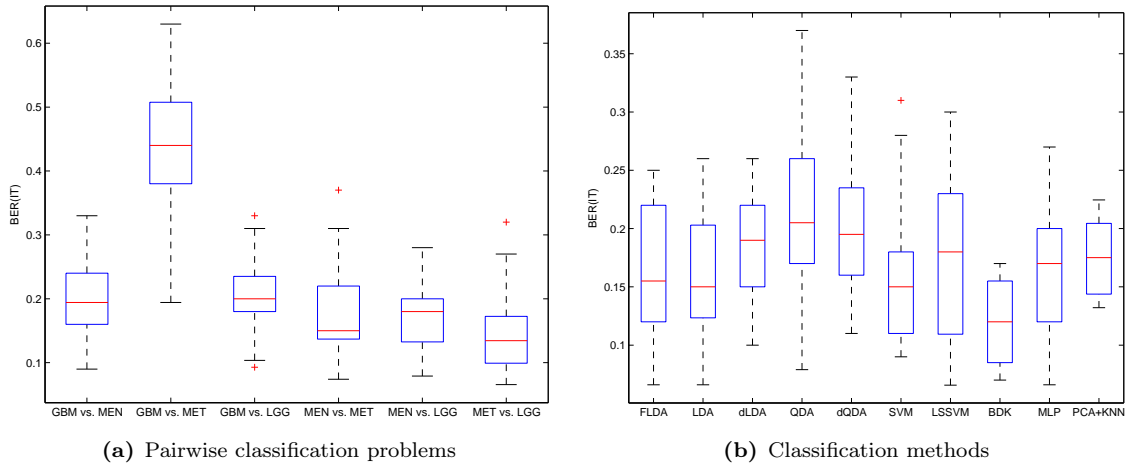 0.6
0.5
0.4
0.3
0.2
0.1
BER(IT)
GBM vs. MEN GBM vs. MET GBM vs. LGG MEN vs. MET MEN vs. LGG MET vs. LGG
(a) Pairwise classification problems
0.35
0.3
0.25
0.2
0.15
0.1
BER(IT)
FLDA LDA dLDA QDA dQDA SVM LSSVM BDK MLP PCA+KNN
(b) Classification methods